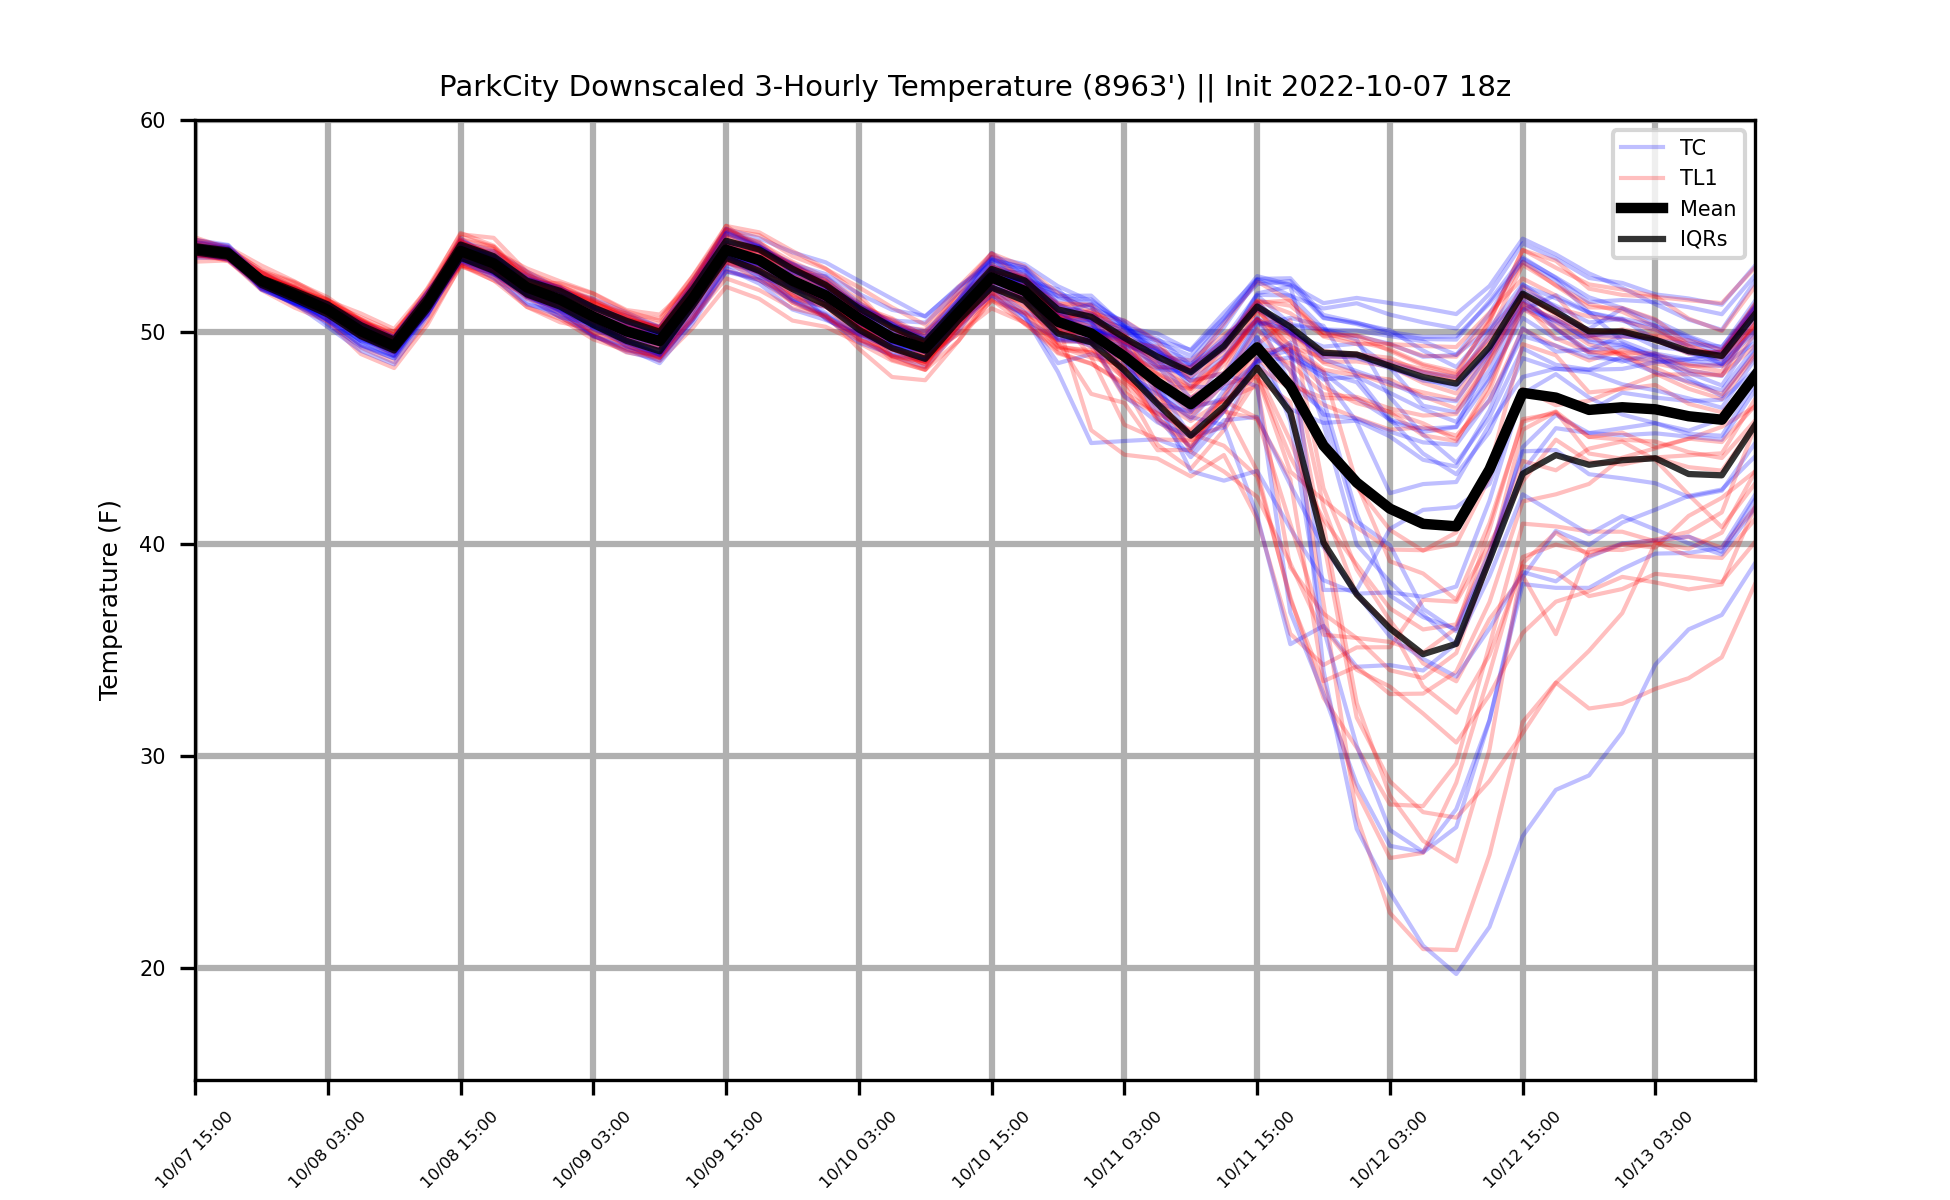 ParkCity Downscaled 3-Hourly Temperature (8963') || Init 2022-10-07 18z
60
50
40
30
20
Temperature (F)
TC
TL1
Mean
IQRs
10/07 15:00
10/08 03:00
10/08 15:00
10/09 03:00
10/09 15:00
10/10 03:00
10/10 15:00
10/11 03:00
10/11 15:00
10/12 03:00
10/12 15:00
10/13 03:00